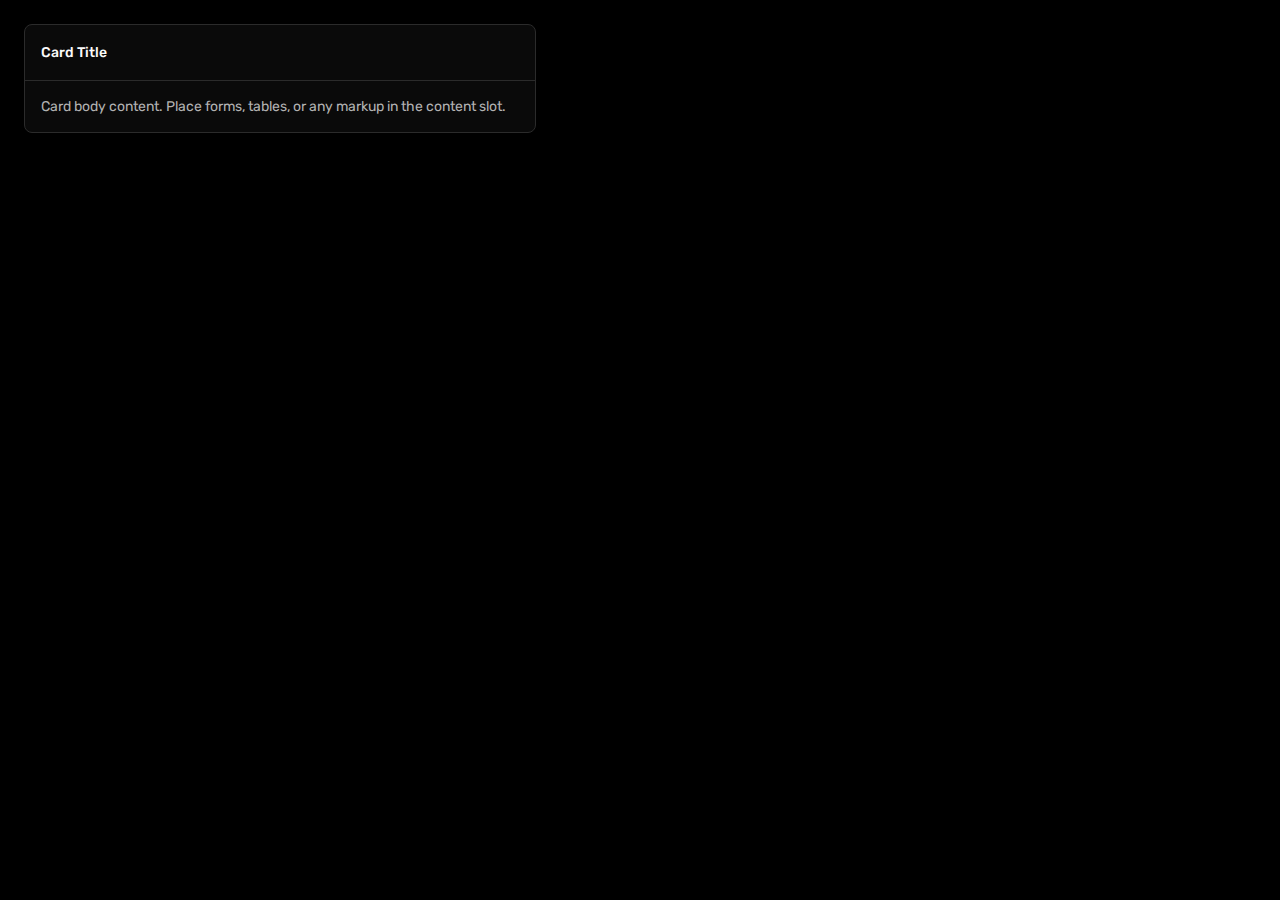 Card Title
Card body content. Place forms, tables, or any markup in the content slot.